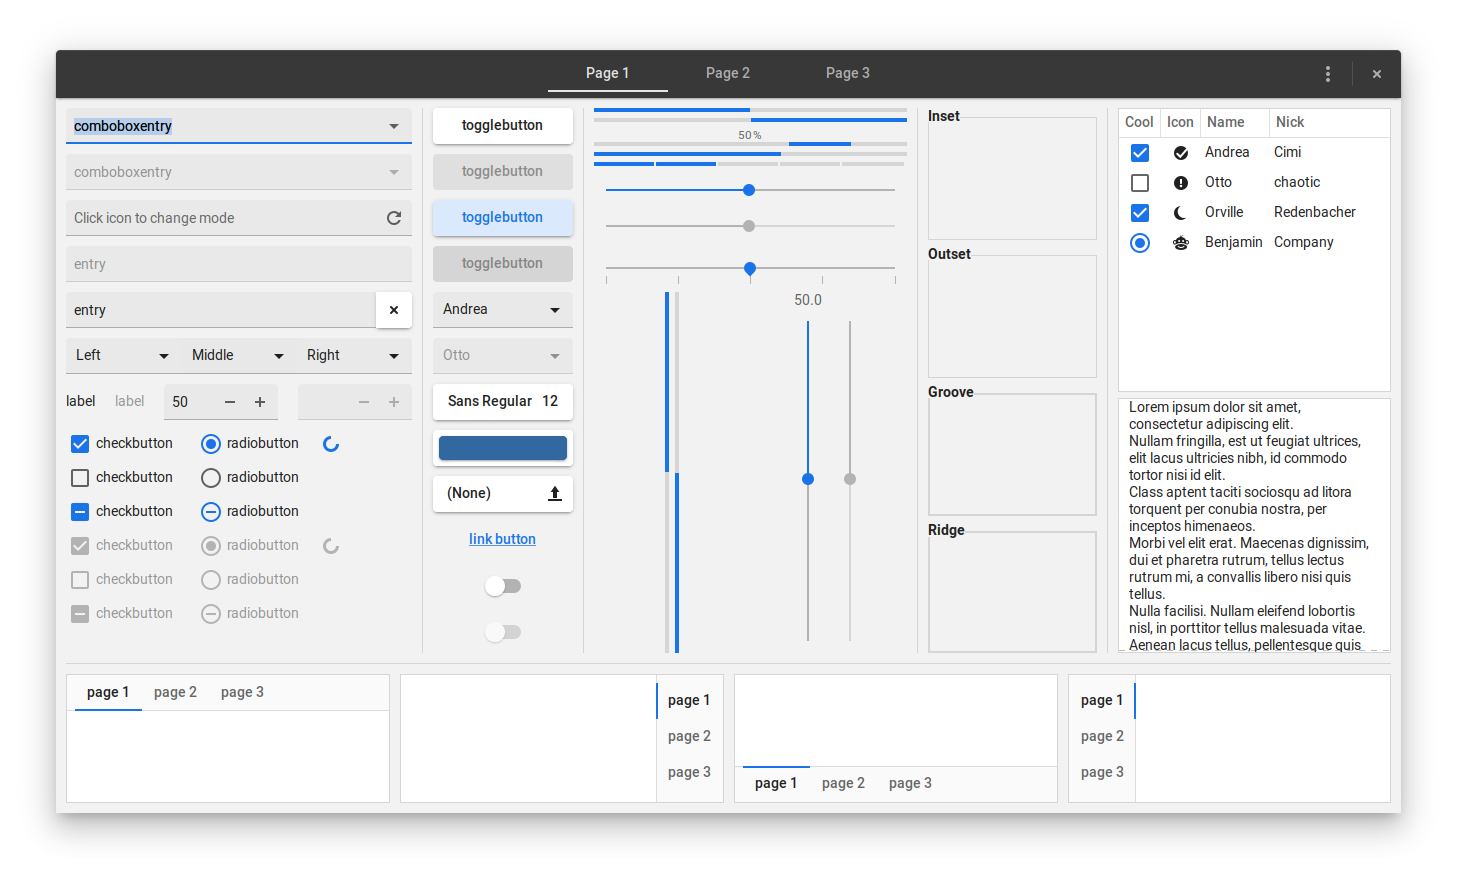 Page 1
Page 2
Page 3
comboboxentry
comboboxentry
Click icon to change mode
entry
entry
Left
Middle
Right
label
label
50
checkbutton
radiobutton
checkbutton
radiobutton
checkbutton
radiobutton
checkbutton
radiobutton
checkbutton
radiobutton
checkbutton
radiobutton
togglebutton
togglebutton
togglebutton
togglebutton
Andrea
Otto
Sans Regular 12
(None)
link button
50 %
50.0
Inset
Outset
Groove
Ridge
Cool Icon Name Nick
Andrea Cimi
Otto chaotic
Orville Redenbacher
Benjamin Company
Lorem ipsum dolor sit amet,
consectetur adipiscing elit.
Nullam fringilla, est ut feugiat ultrices,
elit lacus ultricies nibh, id commodo
tortor nisi id elit.
Class aptent taciti sociosqu ad litora
torquent per conubia nostra, per
inceptos himenaeos.
Morbi vel elit erat. Maecenas dignissim,
dui et pharetra rutrum, tellus lectus
rutrum mi, a convallis libero nisi quis
tellus.
Nulla facilisi. Nullam eleifend lobortis
nisl, in porttitor tellus malesuada vitae.
Aenean lacus tellus, pellentesque quis
page 1
page 2
page 3
page 1
page 2
page 3
page 1
page 2
page 3
page 1
page 2
page 3